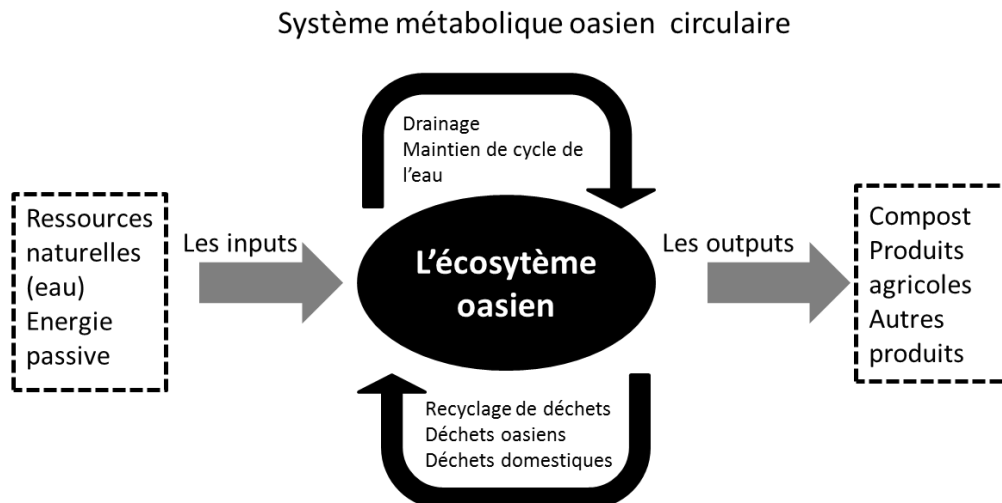 Système métabolique oasien circulaire
Drainage
Maintien de cycle de
l'eau
Ressources
naturelles
(eau)
Energie
passive
Les inputs
L'écosytème
oasien
Les outputs
Compost
Produits
agricoles
Autres
produits
Recyclage de déchets
Déchets oasiens
Déchets domestiques